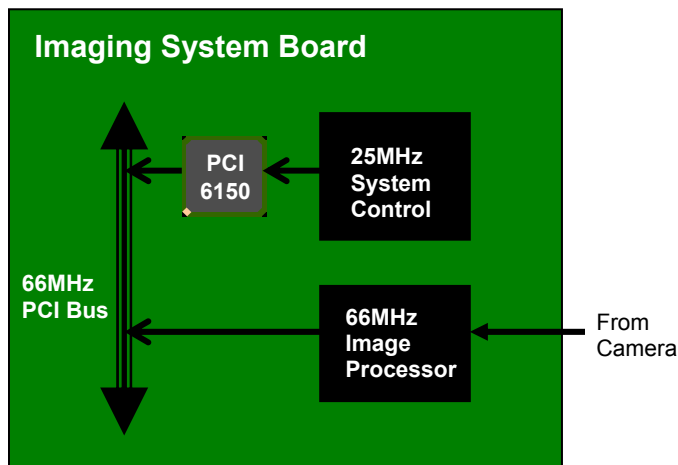 Imaging System Board
PCI
6150
25MHz
System
Control
66MHz
PCI Bus
66MHz
Image
Processor
From
Camera